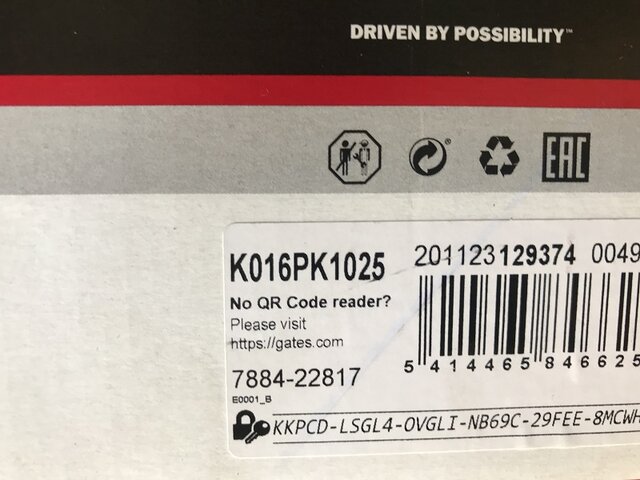 DRIVEN BY POSSIBILITY™
EAC
K016PK1025
201123129374 0049
No QR Code reader?
Please visit
https://gates.com
5 414465 846625
7884-22817
E0001_B
KKPCD-LSGL4-OVGLI-NB69C-29FEE-8MCWH